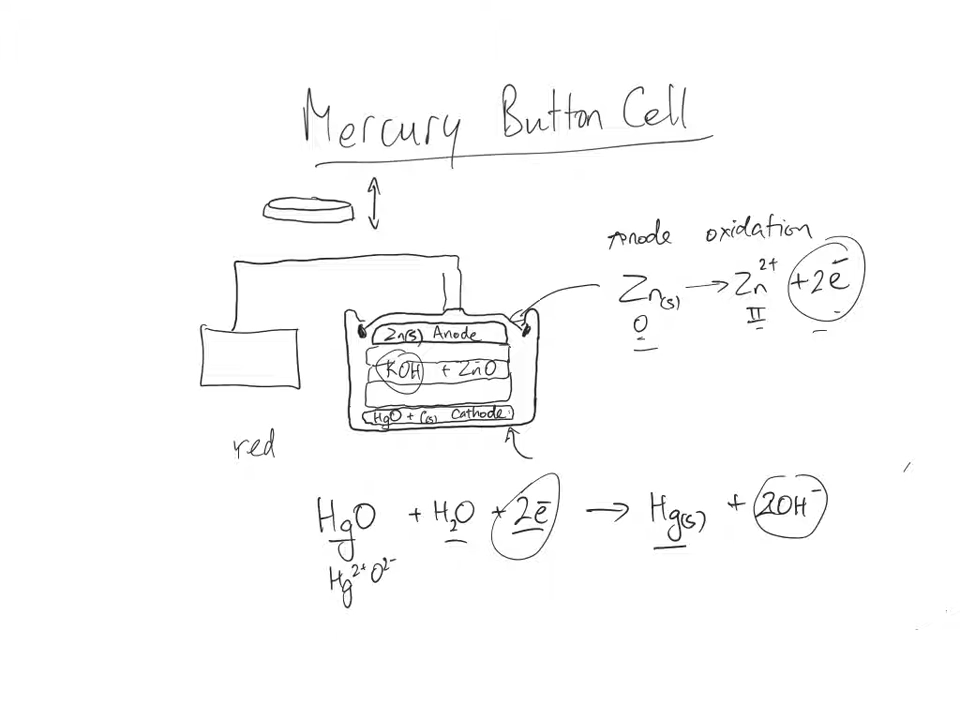 Mercury Button Cell
Anode oxidation
Zn(s) → Zn²⁺ + 2e⁻
0 II
Zn(s) Anode
KOH + ZnO
HgO + C(s) Cathode
red
HgO + H₂O + 2e⁻ → Hg(s) + 2OH⁻
Hg²⁺ O²⁻